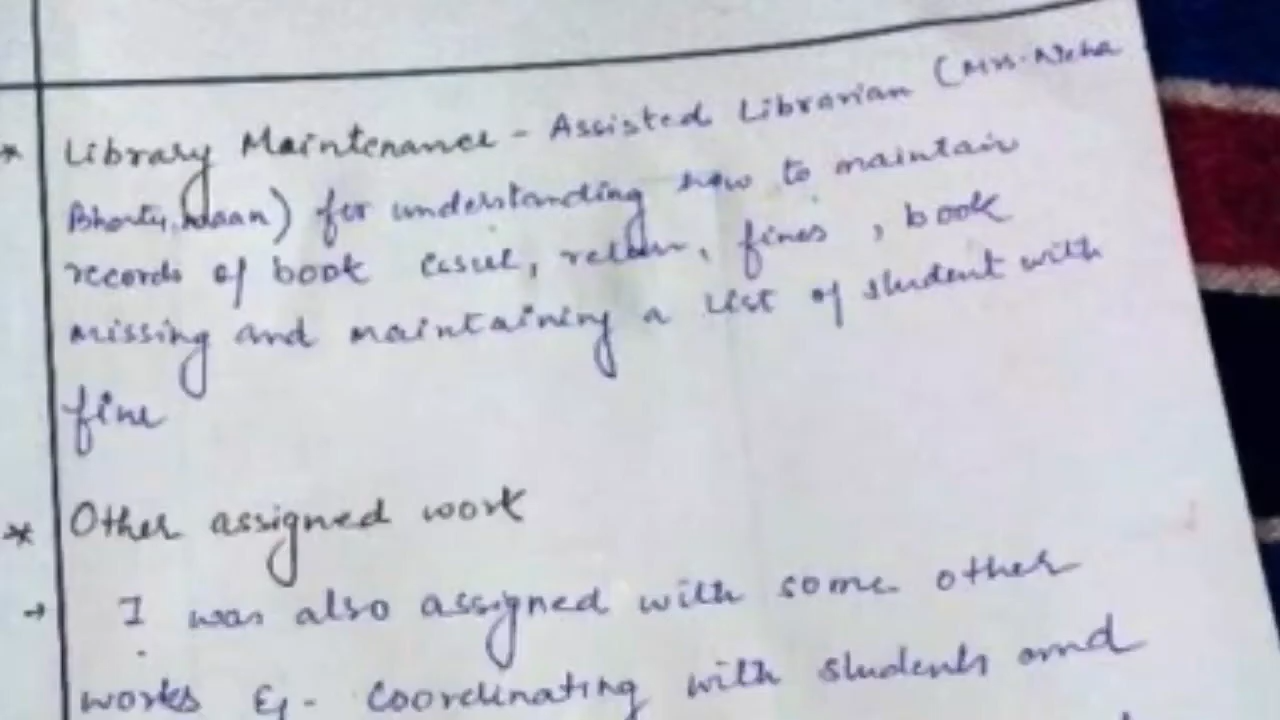 * Library Maintenance - Assisted Librarian (Mrs. Neha
for understanding how to maintain
records of book issue, return, fines, book
missing and maintaining a list of student with
fine
* Other assigned work
→ I was also assigned with some other
works Eg - Coordinating with students and